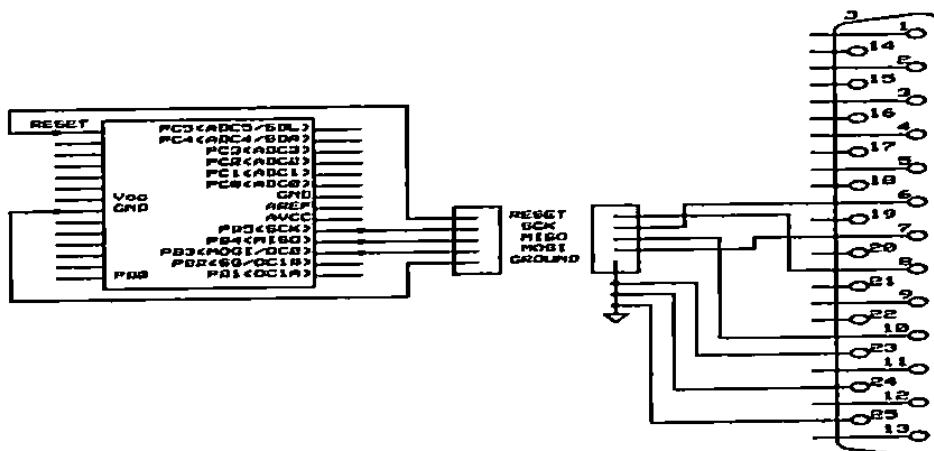 RESET
Vcc
GND
PB0
PC5(ADC5/SCL)
PC4(ADC4/SDA)
PC3(ADC3)
PC2(ADC2)
PC1(ADC1)
PC0(ADC0)
GND
AREF
AVCC
PB5(SCK)
PB4(MISO)
PB3(MOSI/OC2)
PB2(SS/OC1B)
PB1(OC1A)
RESET
SCK
MISO
MOSI
GROUND
J
1
14
2
15
3
16
4
17
5
18
6
19
7
20
8
21
9
22
10
23
11
24
12
25
13